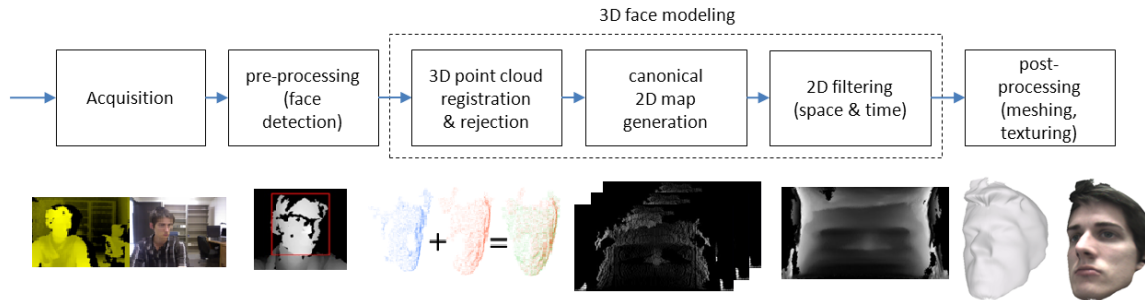 3D face modeling
Acquisition
pre-processing
(face
detection)
3D point cloud
registration
& rejection
canonical
2D map
generation
2D filtering
(space & time)
post-
processing
(meshing,
texturing)
+
=